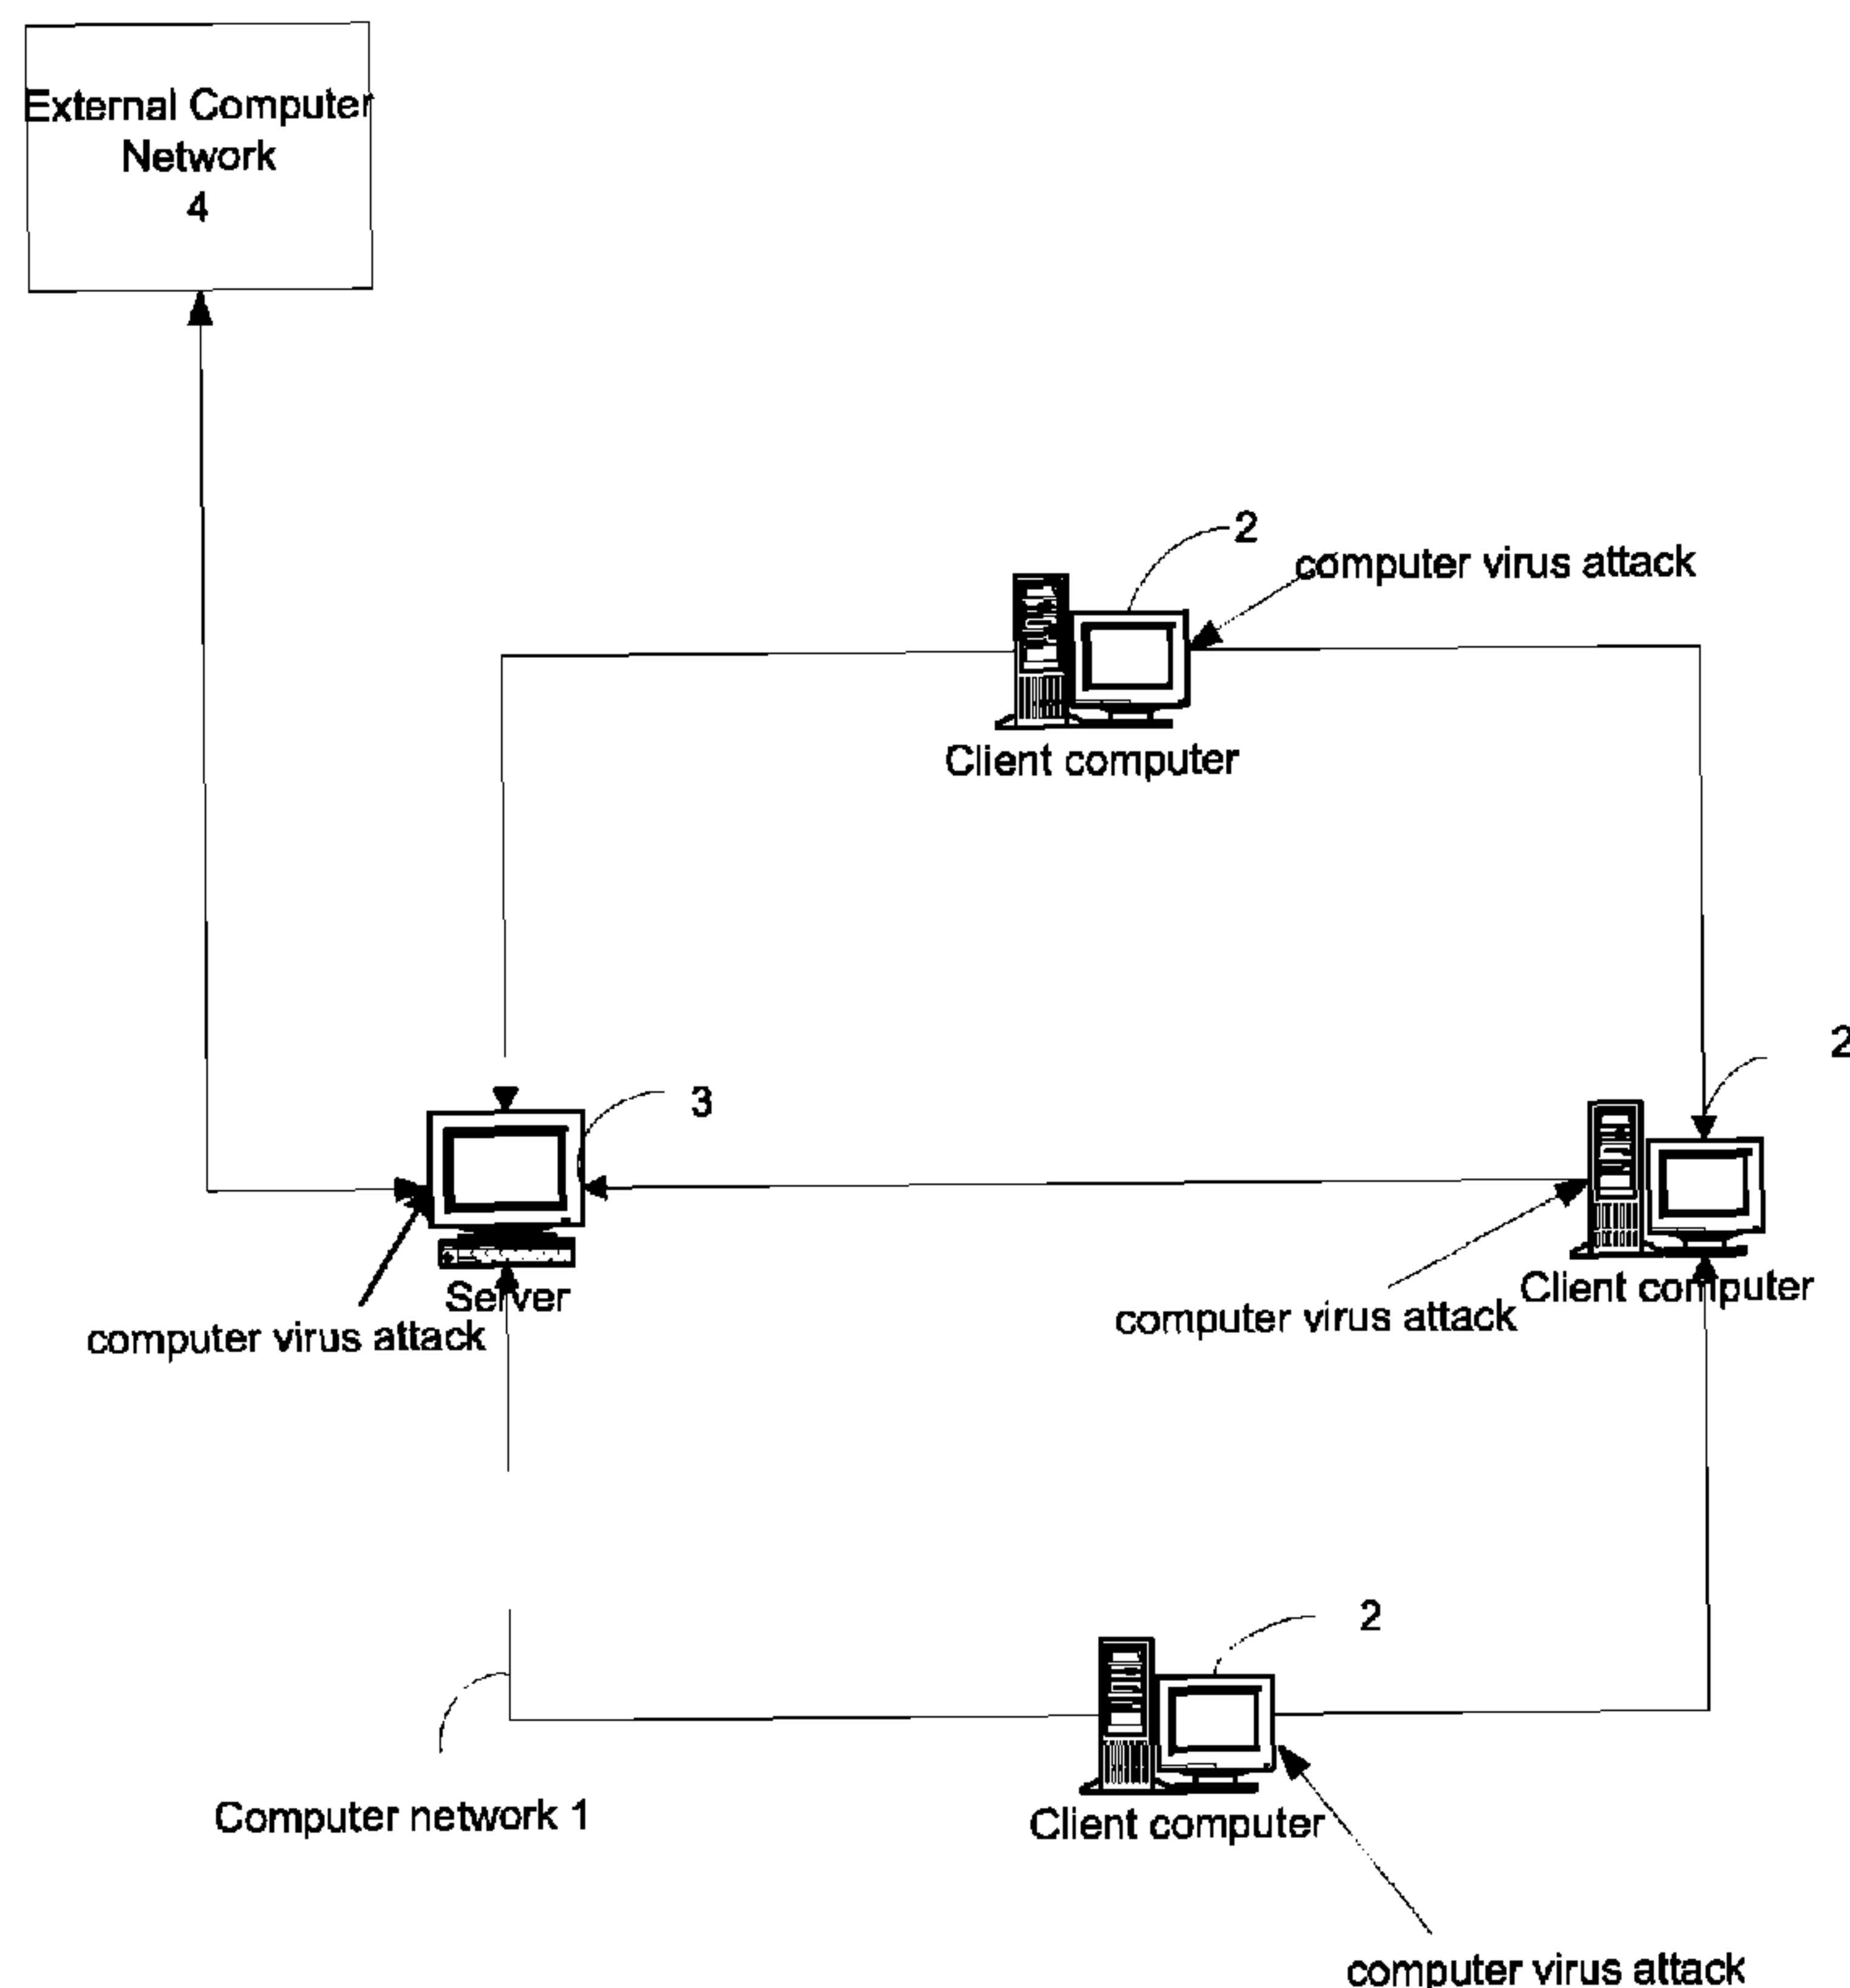 External Computer
Network
4
2
computer virus attack
Client computer
2
3
Server
computer virus attack
Client computer
computer virus attack
2
Computer network 1
Client computer
computer virus attack